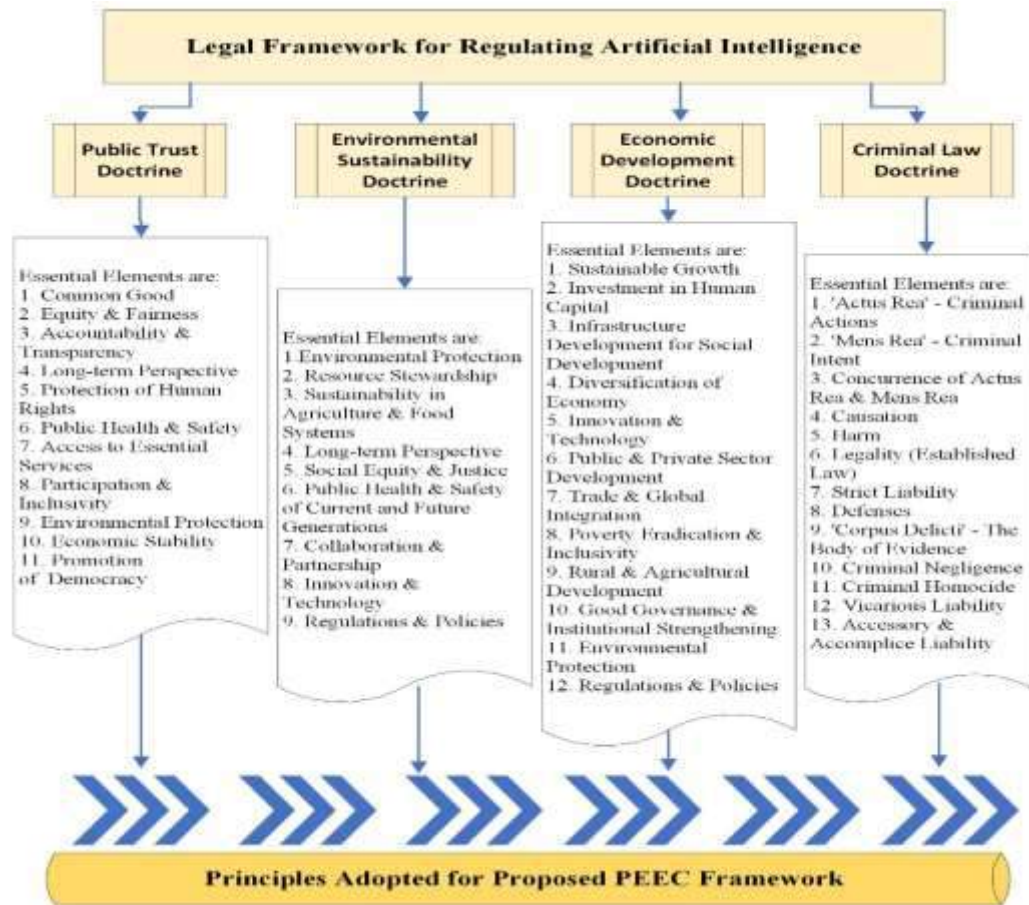 Legal Framework for Regulating Artificial Intelligence
Public Trust
Doctrine
Environmental
Sustainability
Doctrine
Economic
Development
Doctrine
Criminal Law
Doctrine
Essential Elements are:
1. Common Good
2. Equity & Fairness
3. Accountability &
Transparency
4. Long-term Perspective
5. Protection of Human
Rights
6. Public Health & Safety
7. Access to Essential
Services
8. Participation &
Inclusivity
9. Environmental Protection
10. Economic Stability
11. Promotion
of Democracy
Essential Elements are:
1.Environmental Protection
2. Resource Stewardship
3. Sustainability in
Agriculture & Food
Systems
4. Long-term Perspective
5. Social Equity & Justice
6. Public Health & Safety
of Current and Future
Generations
7. Collaboration &
Partnership
8. Innovation &
Technology
9. Regulations & Policies
Essential Elements are:
1. Sustainable Growth
2. Investment in Human
Capital
3. Infrastructure
Development for Social
Development
4. Diversification of
Economy
5. Innovation &
Technology
6. Public & Private Sector
Development
7. Trade & Global
Integration
8. Poverty Eradication &
Inclusivity
9. Rural & Agricultural
Development
10. Good Governance &
Institutional Strengthening
11. Environmental
Protection
12. Regulations & Policies
Essential Elements are:
1. 'Actus Rea' - Criminal
Actions
2. 'Mens Rea' - Criminal
Intent
3. Concurrence of Actus
Rea & Mens Rea
4. Causation
5. Harm
6. Legality (Established
Law)
7. Strict Liability
8. Defenses
9. 'Corpus Delicti' - The
Body of Evidence
10. Criminal Negligence
11. Criminal Homocide
12. Vicarious Liability
13. Accessory &
Accomplice Liability
Principles Adopted for Proposed PEEC Framework